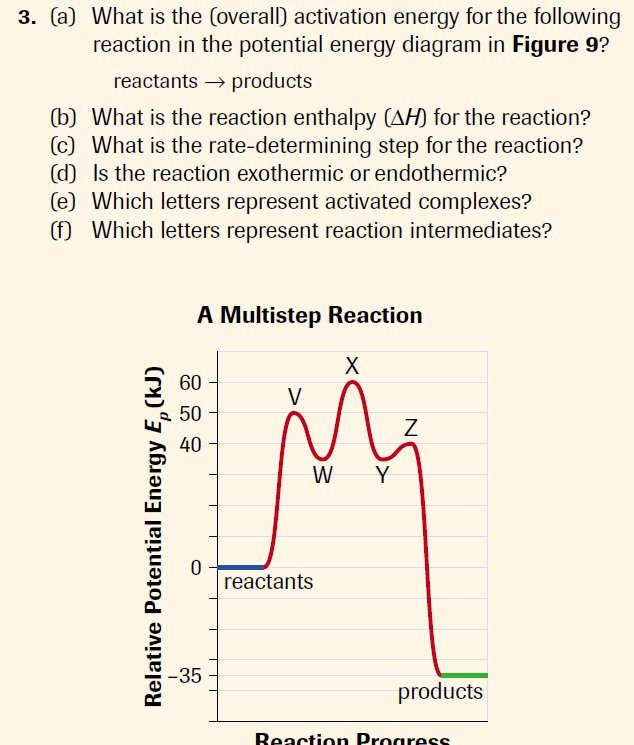 3. (a) What is the (overall) activation energy for the following
reaction in the potential energy diagram in Figure 9?
reactants → products
(b) What is the reaction enthalpy (ΔH) for the reaction?
(c) What is the rate-determining step for the reaction?
(d) Is the reaction exothermic or endothermic?
(e) Which letters represent activated complexes?
(f) Which letters represent reaction intermediates?
A Multistep Reaction
Relative Potential Energy Eₚ (kJ)
60
50
40
0
−35
V
W
X
Y
Z
reactants
products
Reaction Progress